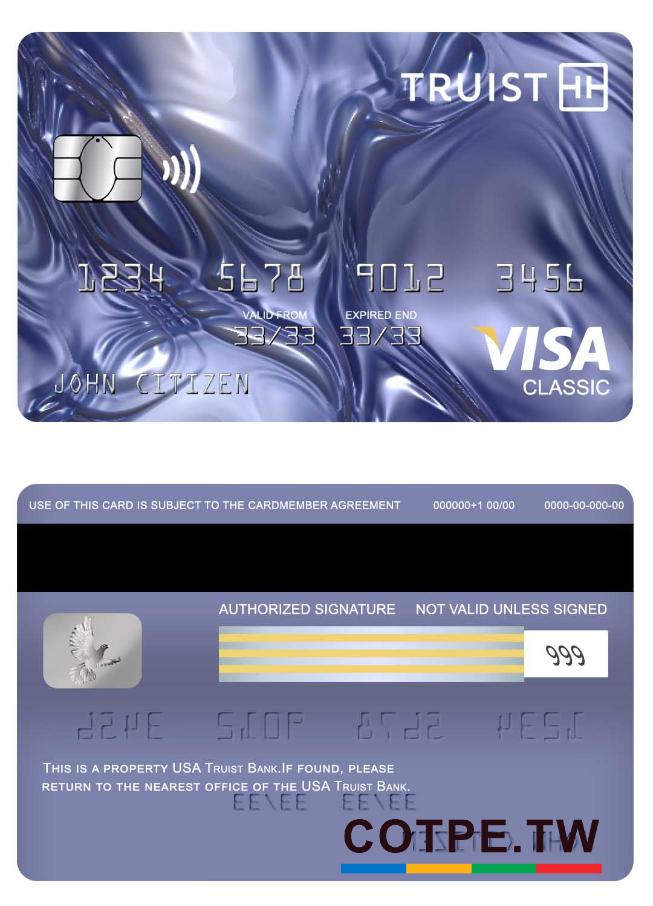 TRUIST
1234 5678 9012 3456
VALID FROM EXPIRED END
33/33 33/33
VISA
JOHN CITIZEN
CLASSIC
USE OF THIS CARD IS SUBJECT TO THE CARDMEMBER AGREEMENT 000000+1 00/00 0000-00-000-00
AUTHORIZED SIGNATURE NOT VALID UNLESS SIGNED
999
THIS IS A PROPERTY USA TRUIST BANK.IF FOUND, PLEASE
RETURN TO THE NEAREST OFFICE OF THE USA TRUIST BANK.
COTPE.TW